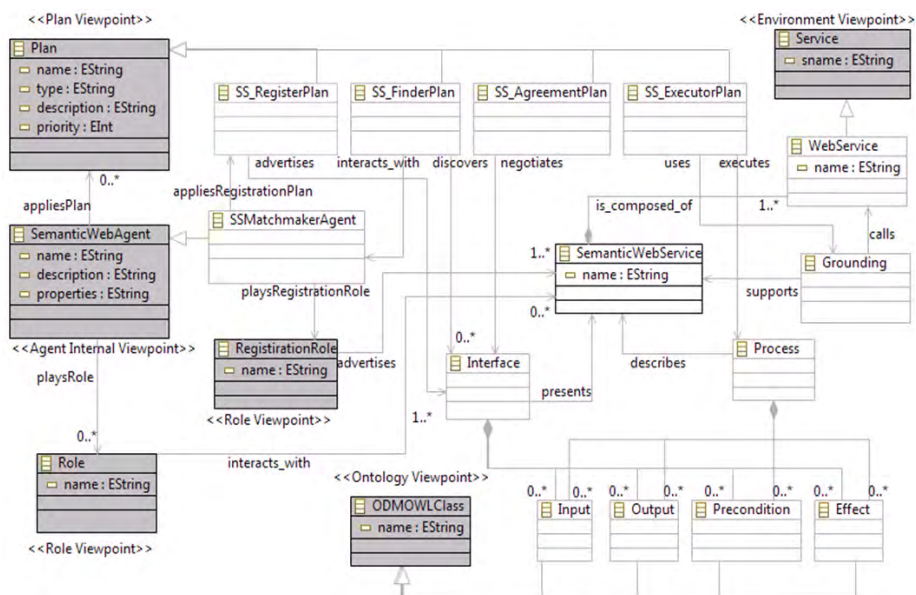 <<Plan Viewpoint>>
Plan
name : EString
type : EString
description : EString
priority : EInt
<<Environment Viewpoint>>
Service
sname : EString
SS_RegisterPlan
SS_FinderPlan
SS_AgreementPlan
SS_ExecutorPlan
WebService
name : EString
advertises
interacts_with
discovers
negotiates
uses
executes
0..*
appliesPlan
appliesRegistrationPlan
is_composed_of
1..*
calls
SemanticWebAgent
name : EString
description : EString
properties : EString
SSMatchmakerAgent
1..*
SemanticWebService
name : EString
0..*
Grounding
supports
playsRegistrationRole
<<Agent Internal Viewpoint>>
playsRole
RegistirationRole
name : EString
<<Role Viewpoint>>
advertises
0..*
Interface
1..*
presents
describes
Process
0..*
interacts_with
Role
name : EString
<<Role Viewpoint>>
<<Ontology Viewpoint>>
ODMOWLClass
name : EString
0..*
0..*
0..*
0..*
0..*
0..*
0..*
0..*
Input
Output
Precondition
Effect